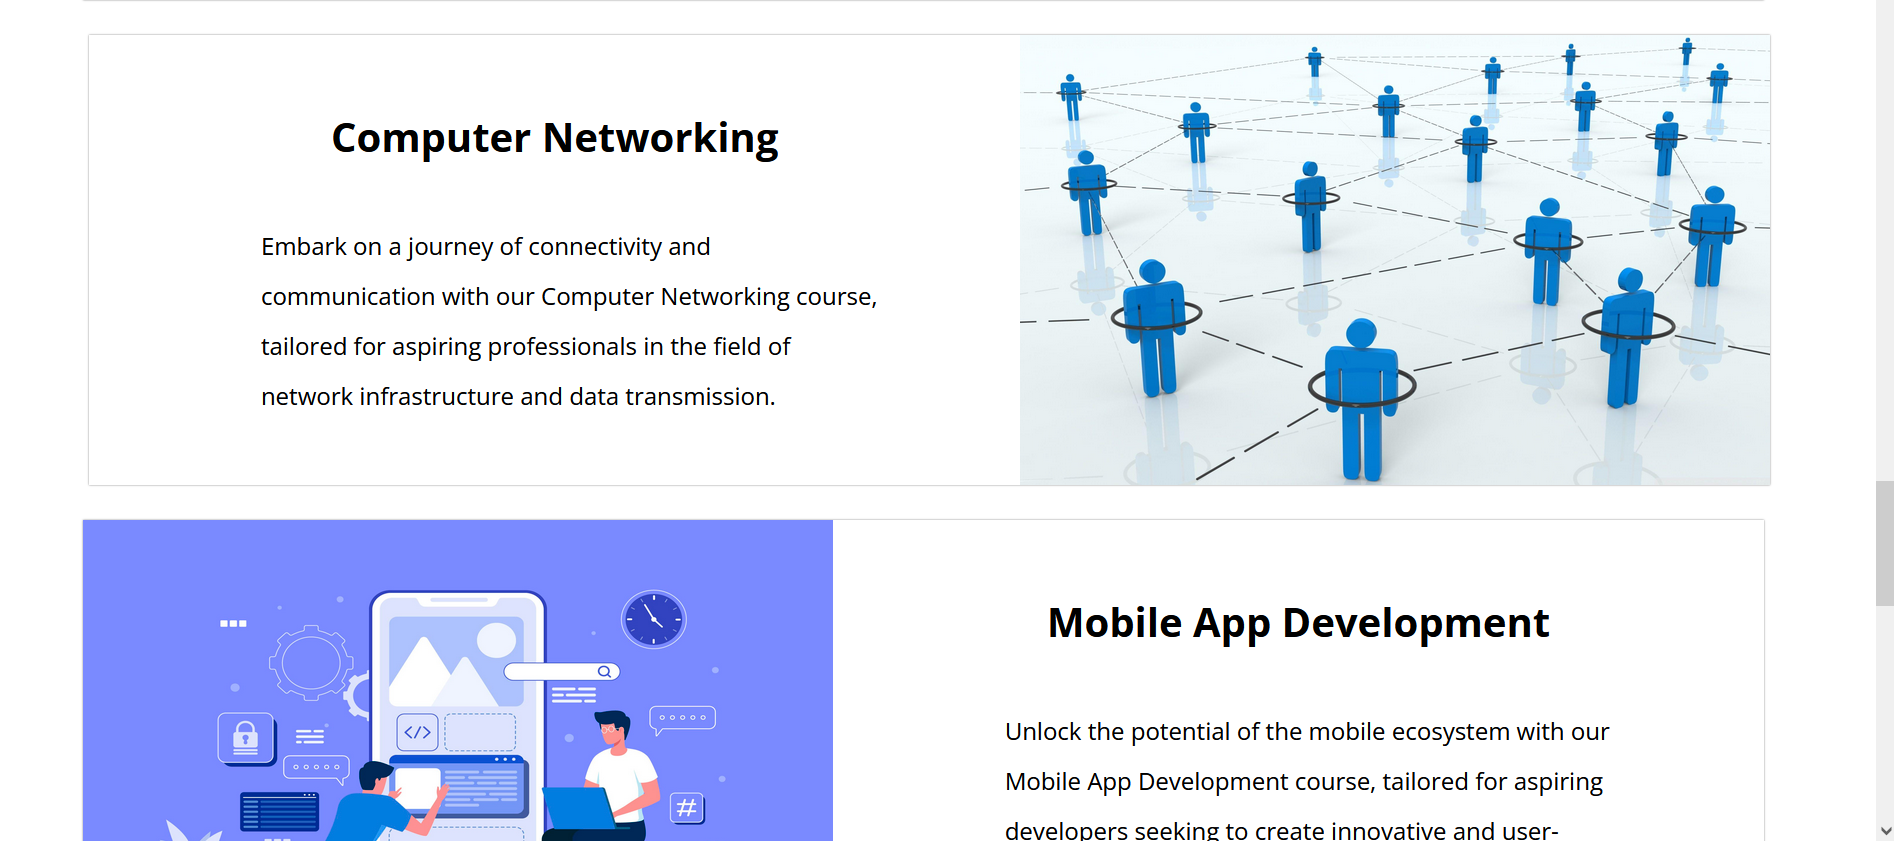 Computer Networking
Embark on a journey of connectivity and
communication with our Computer Networking course,
tailored for aspiring professionals in the field of
network infrastructure and data transmission.
</>
#
Mobile App Development
Unlock the potential of the mobile ecosystem with our
Mobile App Development course, tailored for aspiring
developers seeking to create innovative and user-